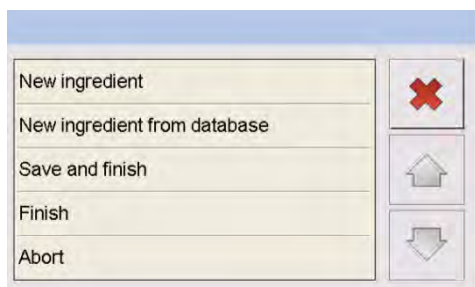 New ingredient
New ingredient from database
Save and finish
Finish
Abort